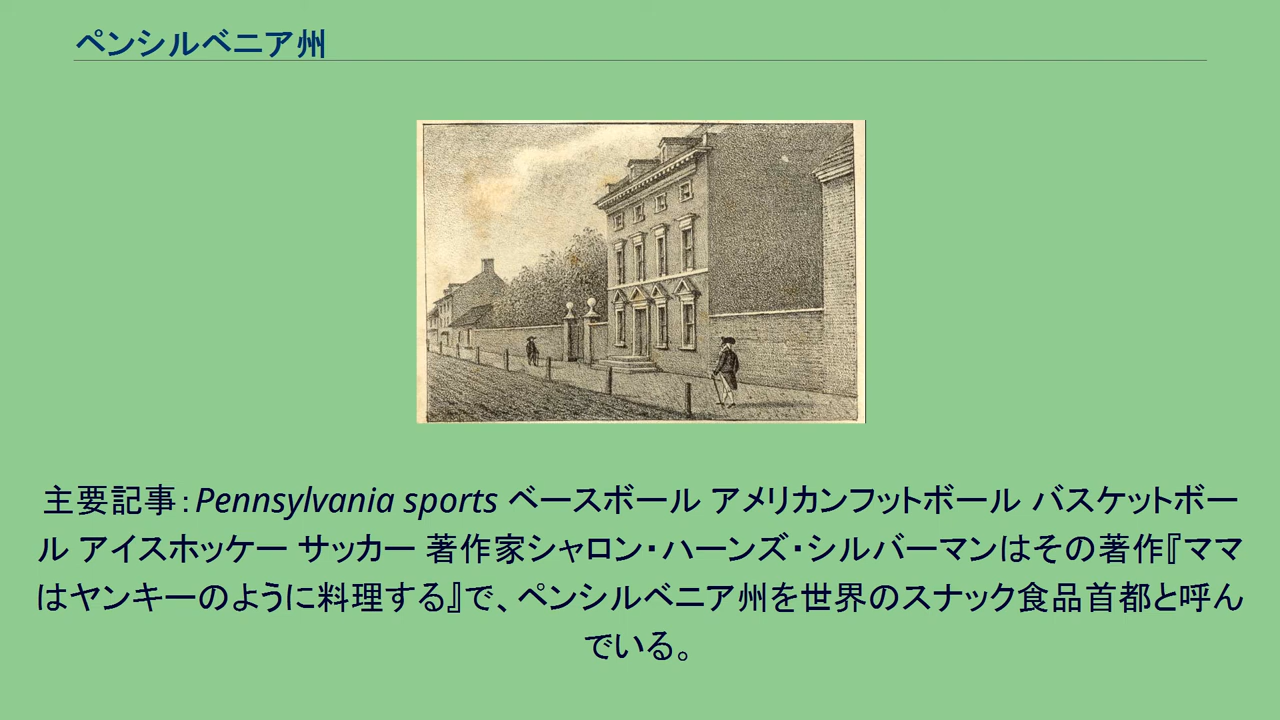 ペンシルベニア州
主要記事：Pennsylvania sports ベースボール アメリカンフットボール バスケットボー
ル アイスホッケー サッカー 著作家シャロン・ハーンズ・シルバーマンはその著作『ママ
はヤンキーのように料理する』で、ペンシルベニア州を世界のスナック食品首都と呼ん
でいる。